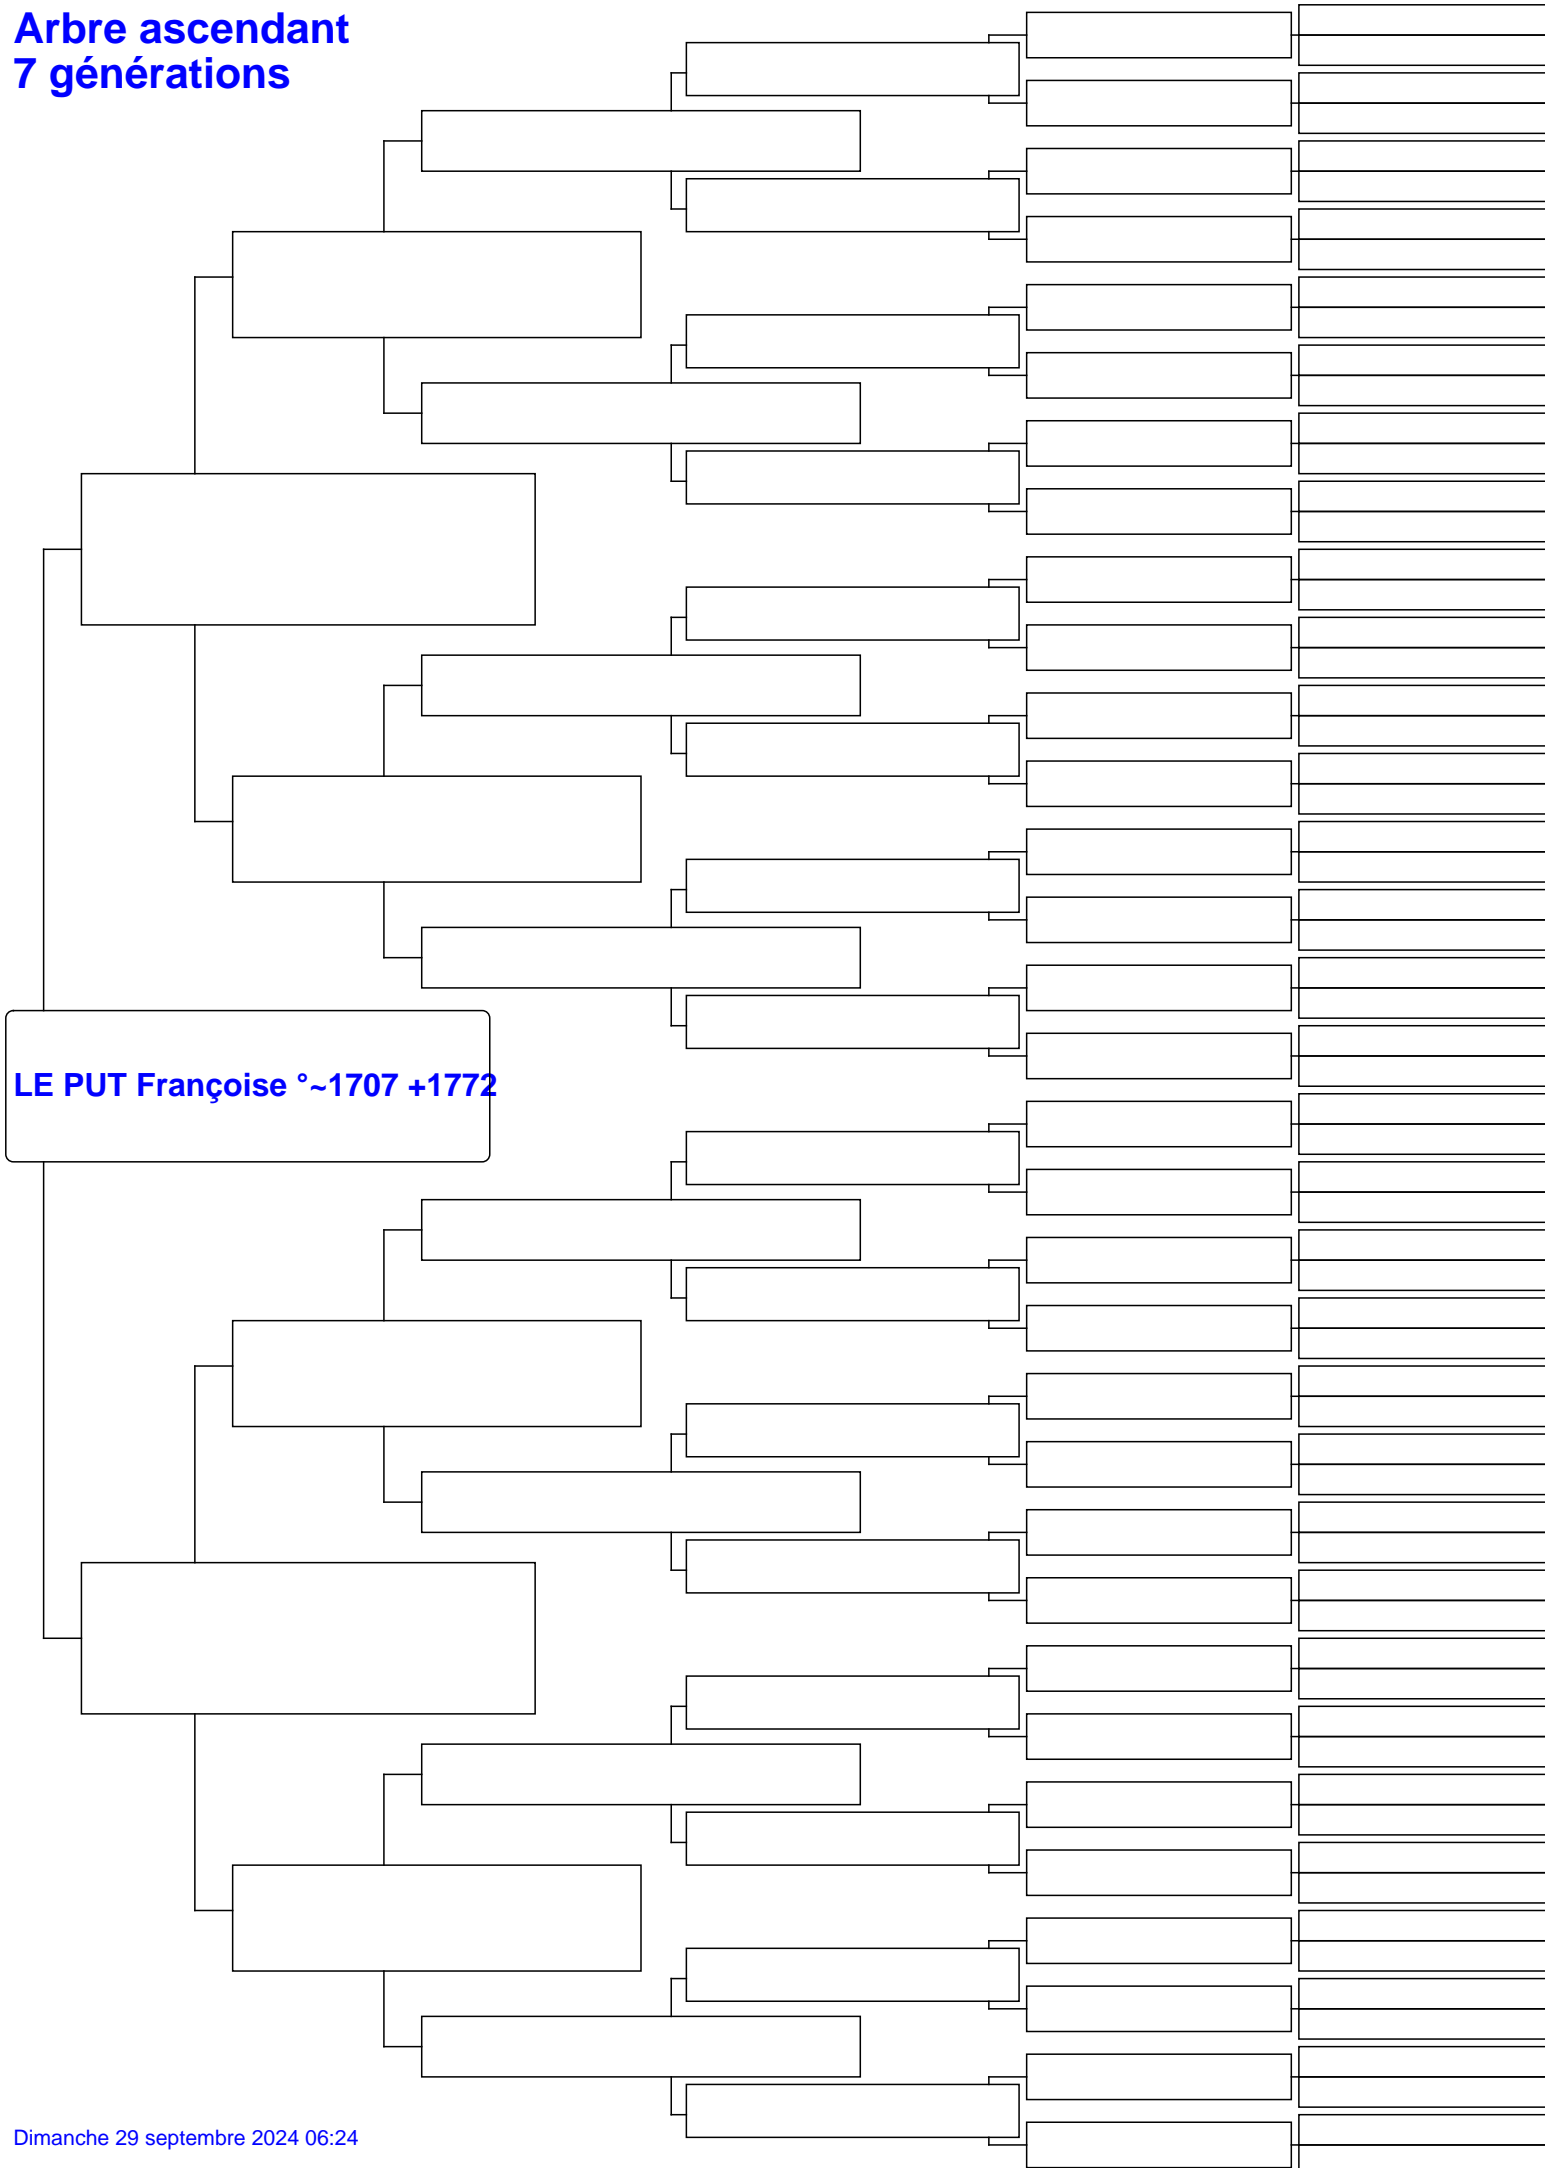 Arbre ascendant
7 générations
LE PUT Françoise °~1707 +1772
Dimanche 29 septembre 2024 06:24